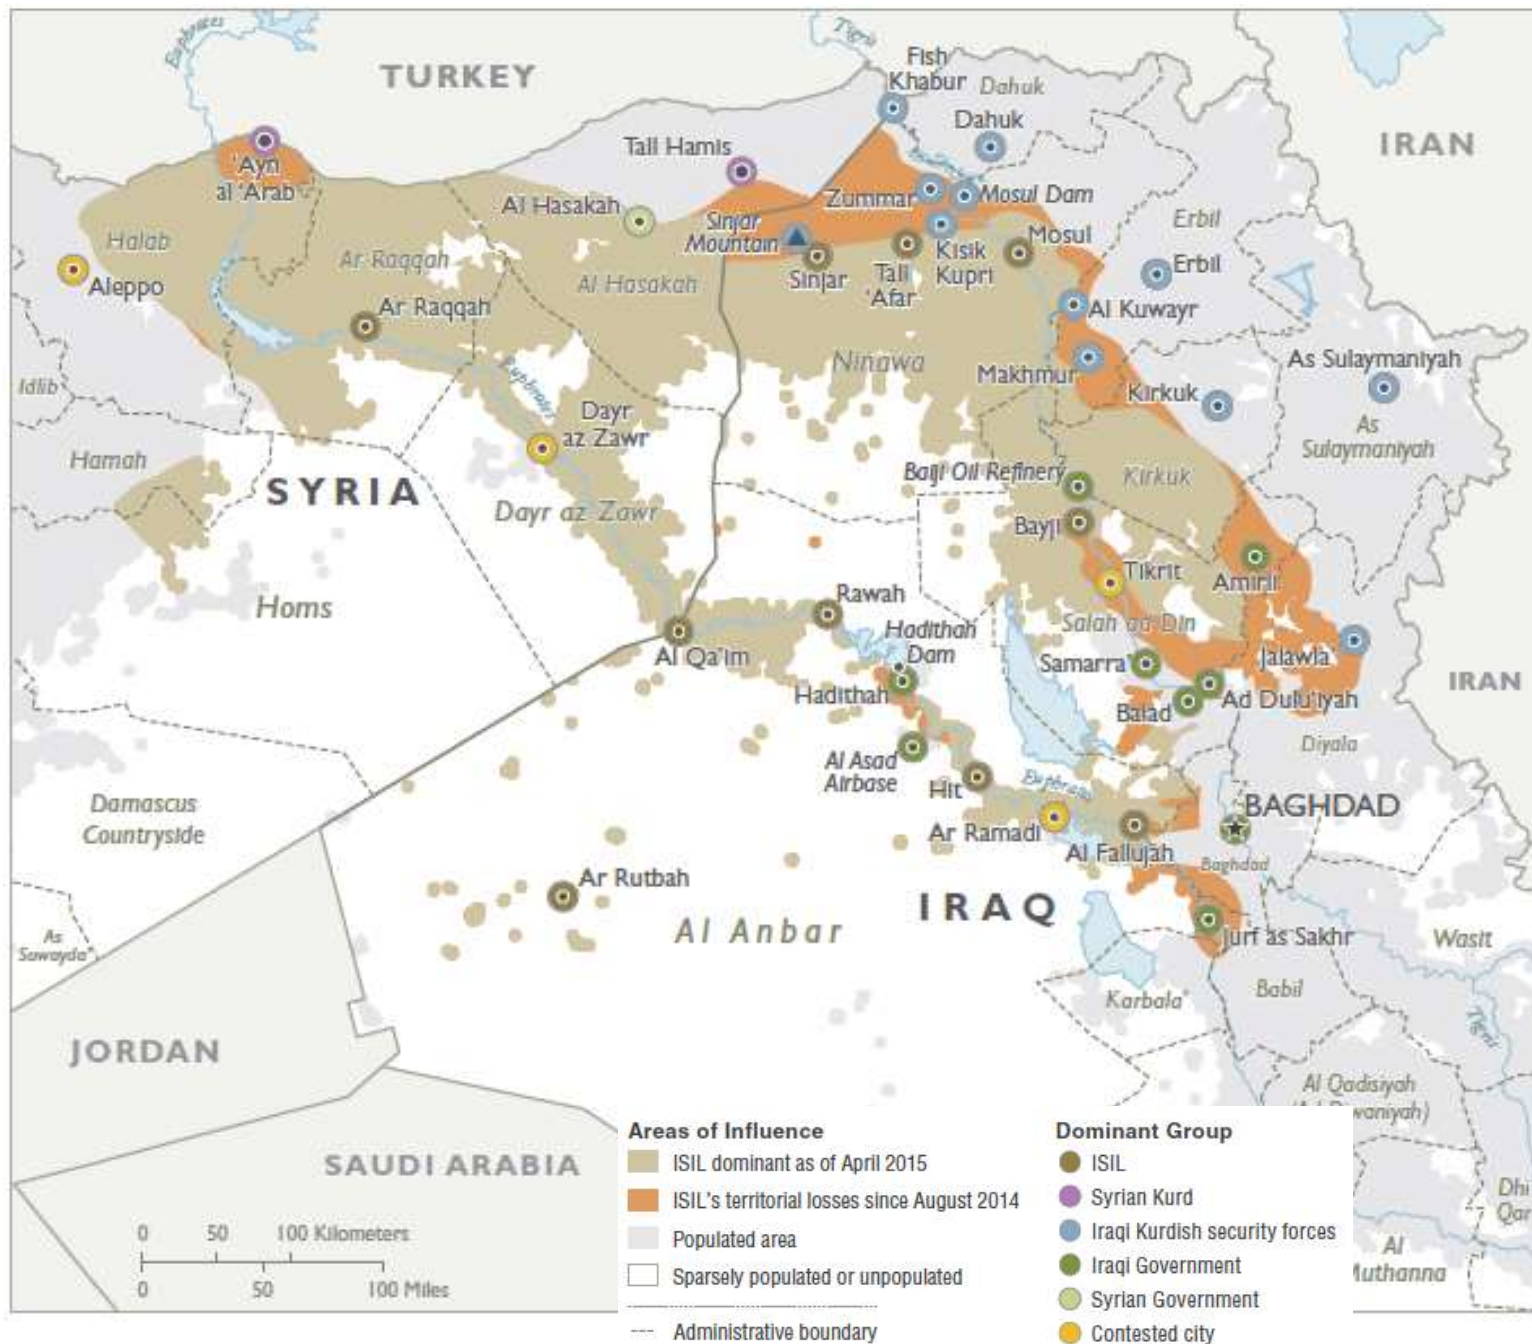 Euphrates
TURKEY
Tigris
Fish
Khabur
Dahuk
Dahuk
IRAN
'Ayn
al 'Arab
Tall Hamis
Al Hasakah
Zummar
Mosul Dam
Sinjar
Mountain
Erbil
Halab
Ar Raqqah
Al Hasakah
Sinjar
Tall
'Afar
Kisik
Kupri
Mosul
Erbil
Aleppo
Ar Raqqah
Al Kuwayr
Ninawa
Makhmur
Kirkuk
As Sulaymaniyah
Idlib
Euphrates
Dayr
az Zawr
As
Sulaymaniyah
Hamah
SYRIA
Baiji Oil Refinery
Kirkuk
Dayr az Zawr
Bayji
Tikrit
Amirli
Homs
Rawah
Hadithah
Dam
Salah ad Din
Al Qa'im
Samarra'
Jalawla
IRAN
Hadithah
Balad
Ad Dulu'iyah
Al Asad
Airbase
Diyala
Hit
Euphrates
Damascus
Countryside
Ar Ramadi
Al Fallujah
BAGHDAD
Baghdad
Ar Rutbah
IRAQ
Al Anbar
As
Suwayda'
Jurf as Sakhr
Wasit
Karbala'
Babil
Tigris
JORDAN
Al Qadisiyah
SAUDI ARABIA
Dhi
Qar
Al
Muthanna
0 50 100 Kilometers
0 50 100 Miles
Areas of Influence
ISIL dominant as of April 2015
ISIL's territorial losses since August 2014
Populated area
Sparsely populated or unpopulated
Administrative boundary
Dominant Group
ISIL
Syrian Kurd
Iraqi Kurdish security forces
Iraqi Government
Syrian Government
Contested city